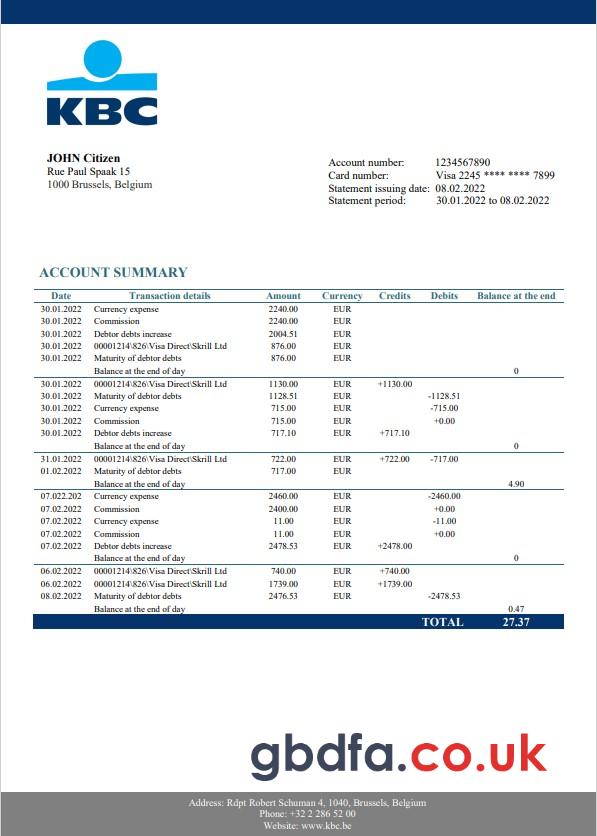 KBC
JOHN Citizen
Rue Paul Spaak 15
1000 Brussels, Belgium
Account number: 1234567890
Card number: Visa 2245 **** **** 7899
Statement issuing date: 08.02.2022
Statement period: 30.01.2022 to 08.02.2022
ACCOUNT SUMMARY
Date Transaction details Amount Currency Credits Debits Balance at the end
30.01.2022 Currency expense 2240.00 EUR
30.01.2022 Commission 2240.00 EUR
30.01.2022 Debtor debts increase 2004.51 EUR
30.01.2022 00001214\826\Visa Direct\Skrill Ltd 876.00 EUR
30.01.2022 Maturity of debtor debts 876.00 EUR
Balance at the end of day 0
30.01.2022 00001214\826\Visa Direct\Skrill Ltd 1130.00 EUR +1130.00
30.01.2022 Maturity of debtor debts 1128.51 EUR -1128.51
30.01.2022 Currency expense 715.00 EUR -715.00
30.01.2022 Commission 715.00 EUR +0.00
30.01.2022 Debtor debts increase 717.10 EUR +717.10
Balance at the end of day 0
31.01.2022 00001214\826\Visa Direct\Skrill Ltd 722.00 EUR +722.00 -717.00
01.02.2022 Maturity of debtor debts 717.00 EUR
Balance at the end of day 4.90
07.022.202 Currency expense 2460.00 EUR -2460.00
07.02.2022 Commission 2400.00 EUR +0.00
07.02.2022 Currency expense 11.00 EUR -11.00
07.02.2022 Commission 11.00 EUR +0.00
07.02.2022 Debtor debts increase 2478.53 EUR +2478.00
Balance at the end of day 0
06.02.2022 00001214\826\Visa Direct\Skrill Ltd 740.00 EUR +740.00
06.02.2022 00001214\826\Visa Direct\Skrill Ltd 1739.00 EUR +1739.00
08.02.2022 Maturity of debtor debts 2476.53 EUR -2478.53
Balance at the end of day 0.47
TOTAL 27.37
gbdfa.co.uk
Address: Rdpt Robert Schuman 4, 1040, Brussels, Belgium
Phone: +32 2 286 52 00
Website: www.kbc.be